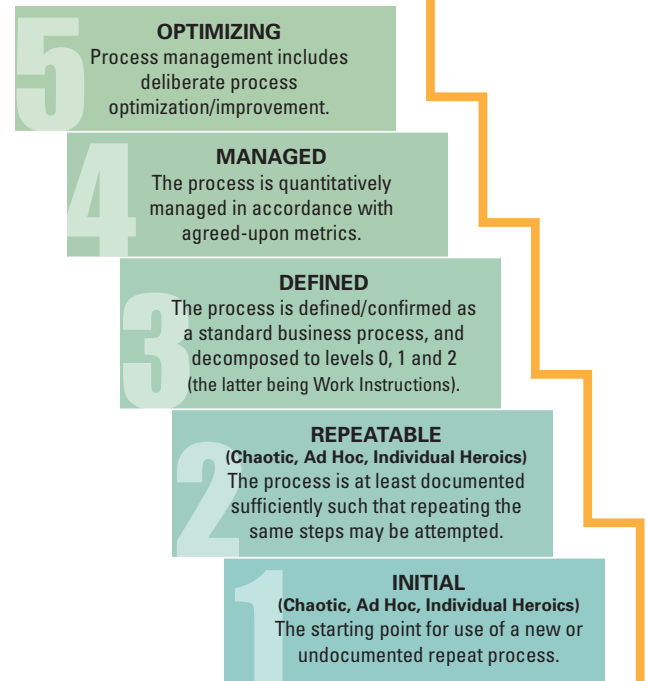 5
OPTIMIZING
Process management includes
deliberate process
optimization/improvement.
4
MANAGED
The process is quantitatively
managed in accordance with
agreed-upon metrics.
3
DEFINED
The process is defined/confirmed as
a standard business process, and
decomposed to levels 0, 1 and 2
(the latter being Work Instructions).
2
REPEATABLE
(Chaotic, Ad Hoc, Individual Heroics)
The process is at least documented
sufficiently such that repeating the
same steps may be attempted.
1
INITIAL
(Chaotic, Ad Hoc, Individual Heroics)
The starting point for use of a new or
undocumented repeat process.